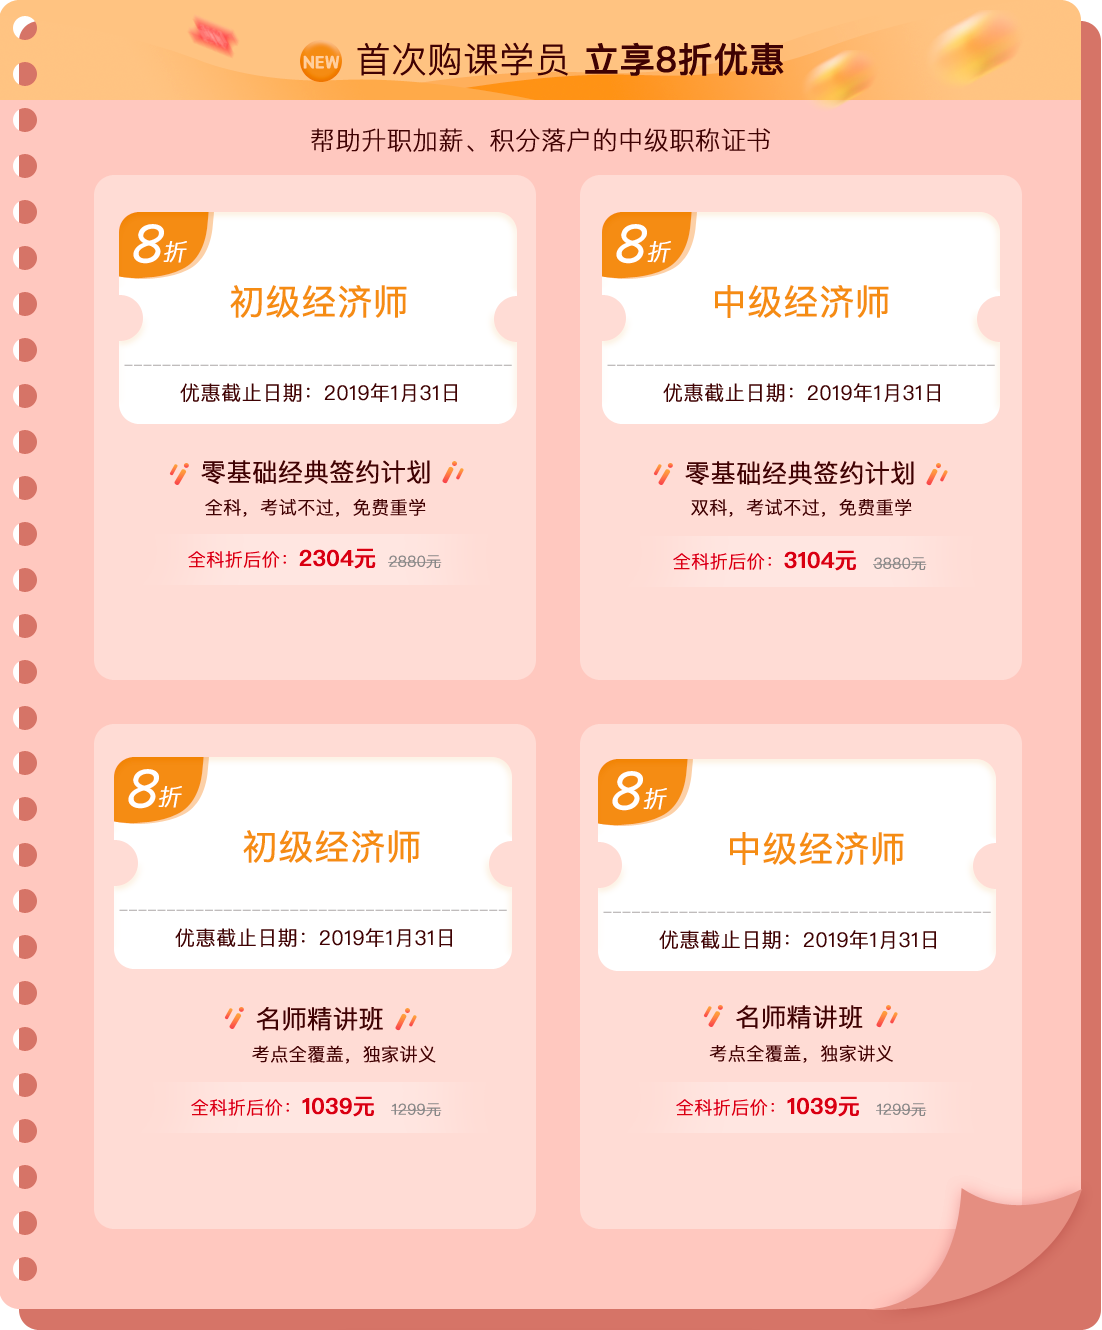 NEW 首次购课学员 立享8折优惠
帮助升职加薪、积分落户的中级职称证书
8折
初级经济师
优惠截止日期：2019年1月31日
零基础经典签约计划
全科，考试不过，免费重学
全科折后价：2304元 2880元
8折
中级经济师
优惠截止日期：2019年1月31日
零基础经典签约计划
双科，考试不过，免费重学
全科折后价：3104元 3880元
8折
初级经济师
优惠截止日期：2019年1月31日
名师精讲班
考点全覆盖，独家讲义
全科折后价：1039元 1299元
8折
中级经济师
优惠截止日期：2019年1月31日
名师精讲班
考点全覆盖，独家讲义
全科折后价：1039元 1299元